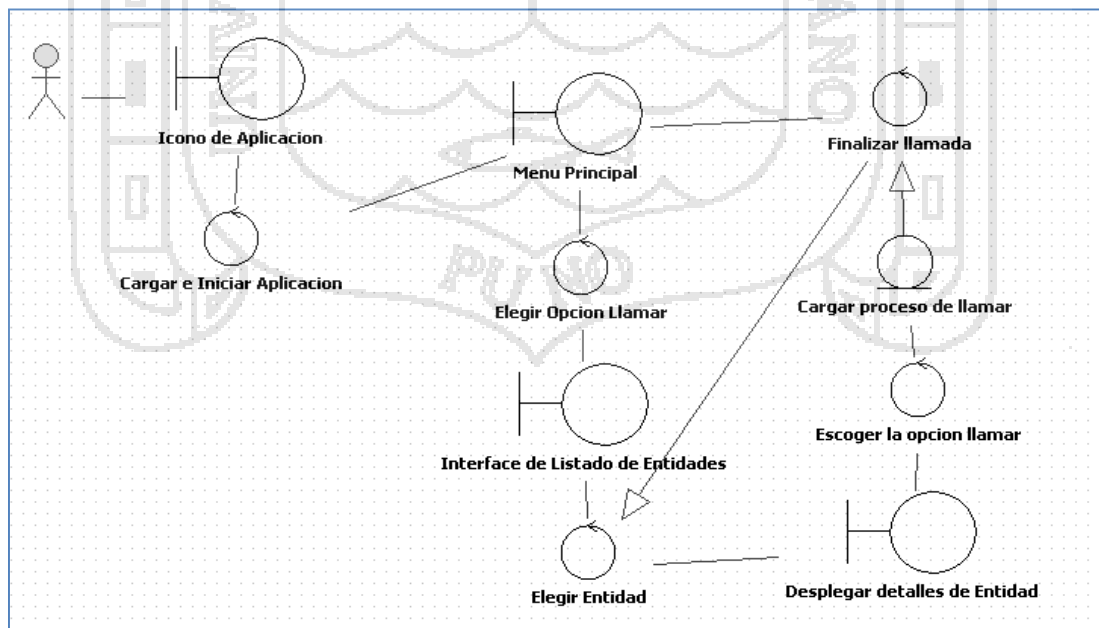 Icono de Aplicacion
Menu Principal
Finalizar llamada
Cargar e Iniciar Aplicacion
Elegir Opcion Llamar
Cargar proceso de llamar
Escoger la opcion llamar
Interface de Listado de Entidades
Elegir Entidad
Desplegar detalles de Entidad
PUNO